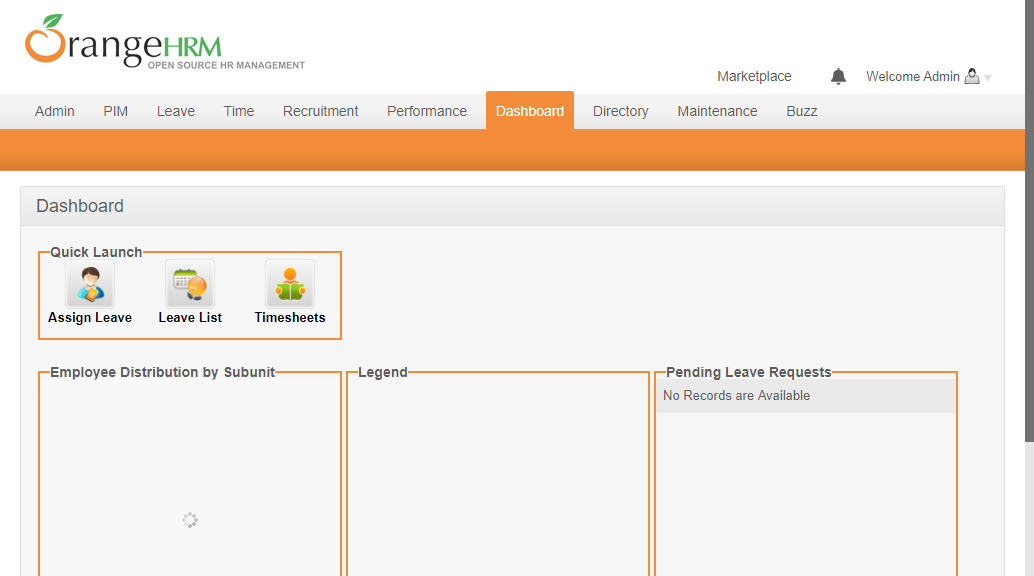 OrangeHRM
OPEN SOURCE HR MANAGEMENT
Marketplace Welcome Admin
Admin PIM Leave Time Recruitment Performance Dashboard Directory Maintenance Buzz
Dashboard
Quick Launch
Assign Leave Leave List Timesheets
Employee Distribution by Subunit Legend Pending Leave Requests
No Records are Available